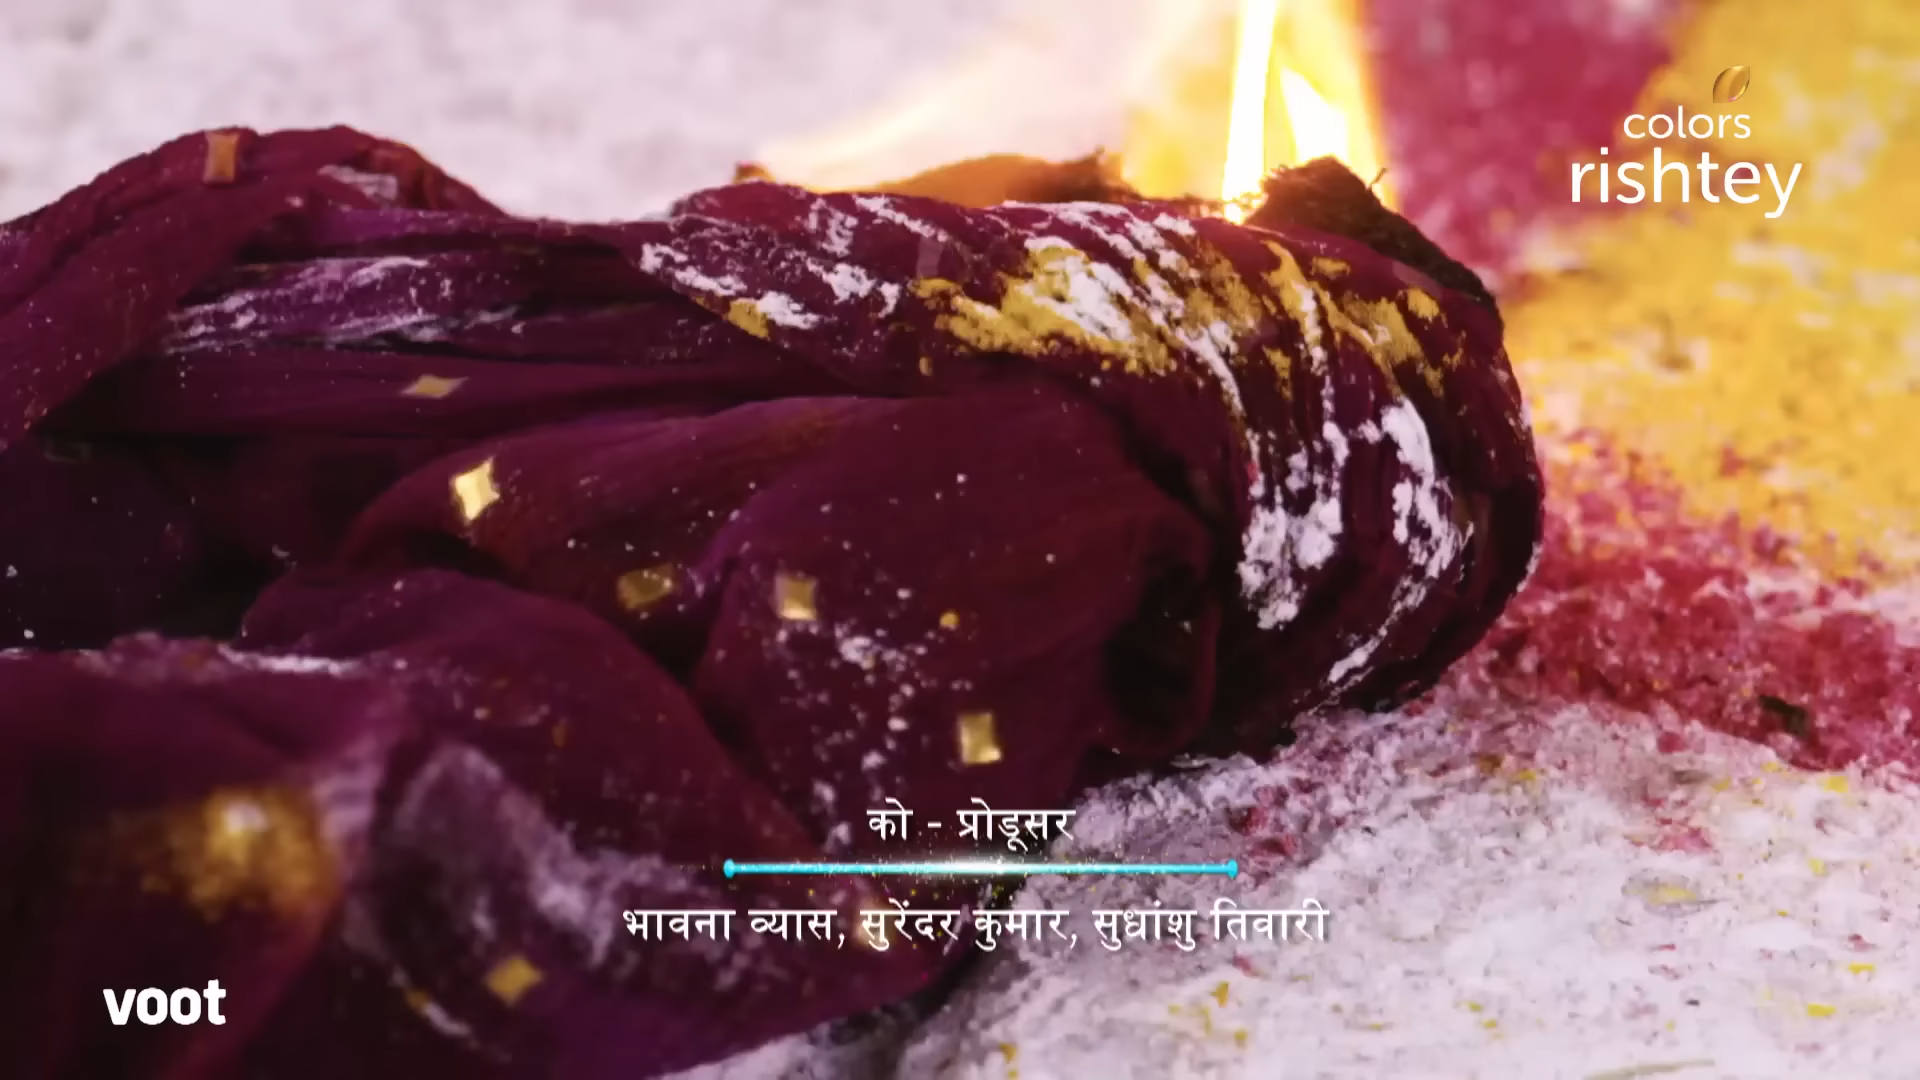 colors
rishtey
को - प्रोडूसर
भावना व्यास, सुरेंदर कुमार, सुधांशु तिवारी
voot